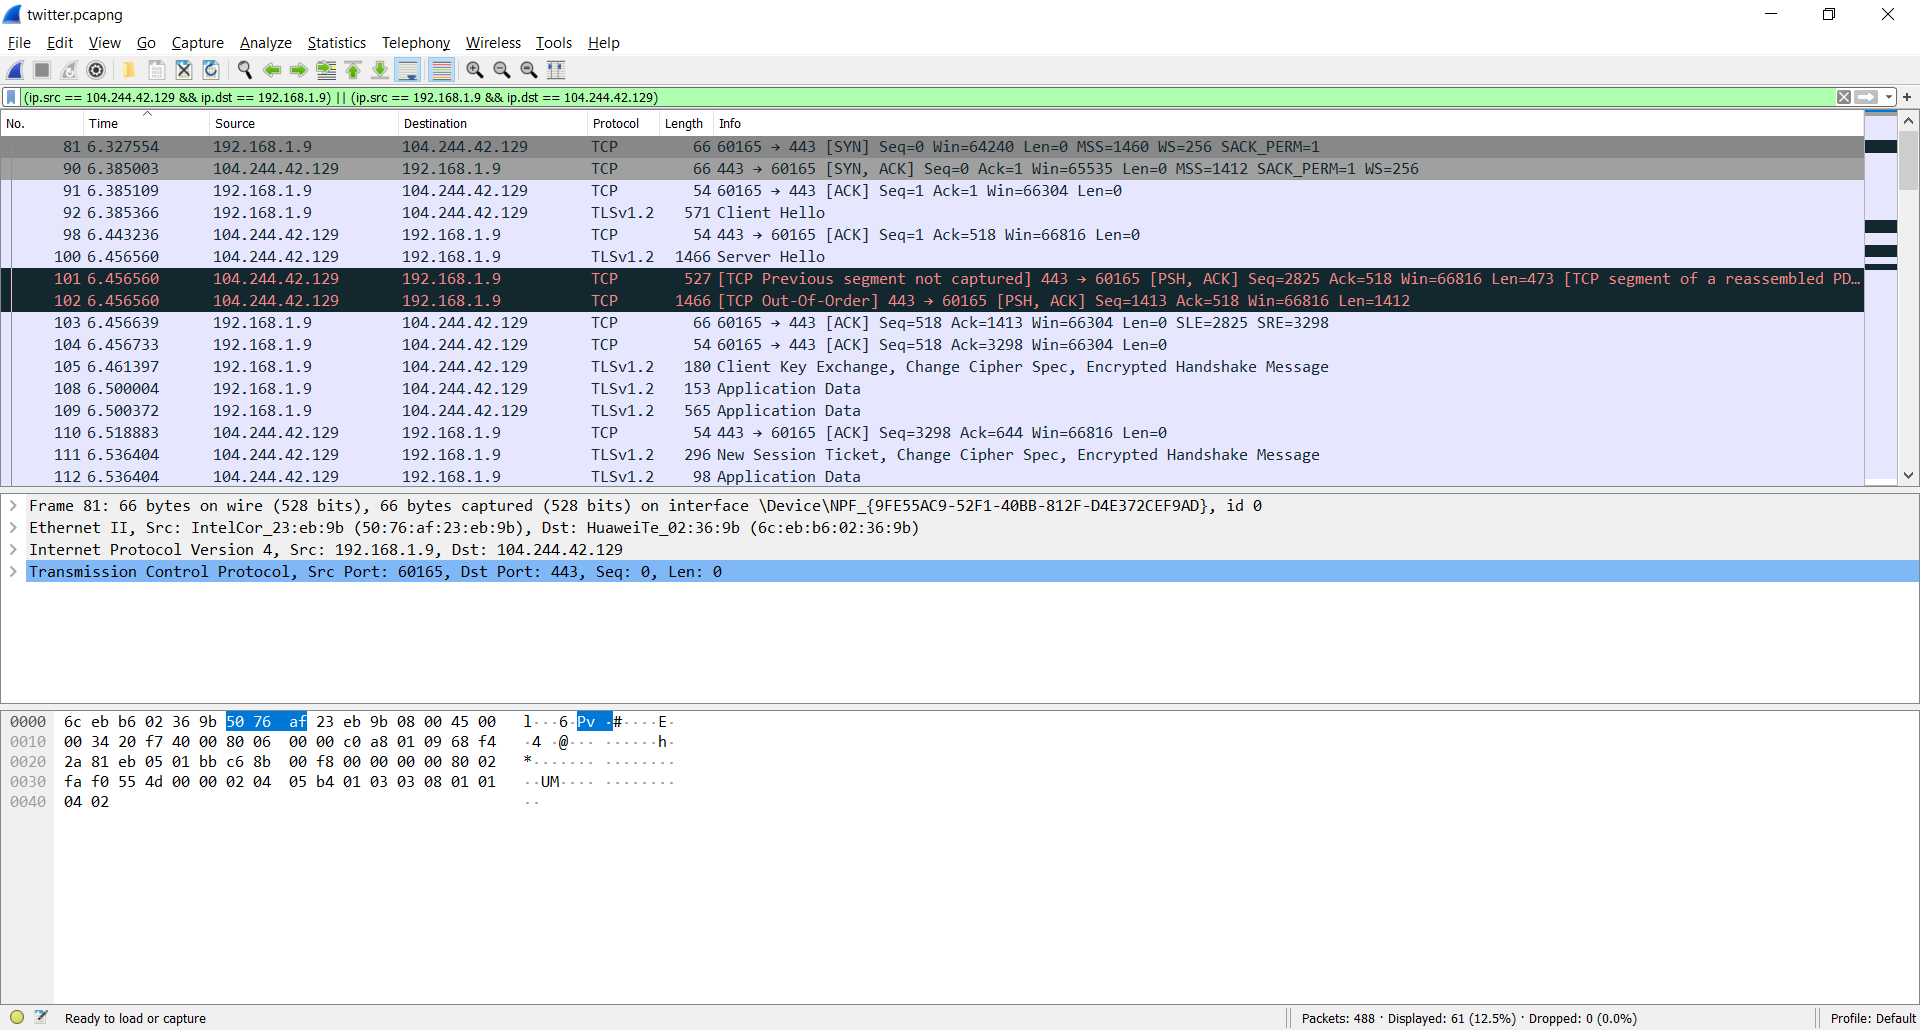 twitter.pcapng
File Edit View Go Capture Analyze Statistics Telephony Wireless Tools Help
(ip.src == 104.244.42.129 && ip.dst == 192.168.1.9) || (ip.src == 192.168.1.9 && ip.dst == 104.244.42.129)
No. Time Source Destination Protocol Length Info
81 6.327554 192.168.1.9 104.244.42.129 TCP 66 60165 → 443 [SYN] Seq=0 Win=64240 Len=0 MSS=1460 WS=256 SACK_PERM=1
90 6.385003 104.244.42.129 192.168.1.9 TCP 66 443 → 60165 [SYN, ACK] Seq=0 Ack=1 Win=65535 Len=0 MSS=1412 SACK_PERM=1 WS=256
91 6.385109 192.168.1.9 104.244.42.129 TCP 54 60165 → 443 [ACK] Seq=1 Ack=1 Win=66304 Len=0
92 6.385366 192.168.1.9 104.244.42.129 TLSv1.2 571 Client Hello
98 6.443236 104.244.42.129 192.168.1.9 TCP 54 443 → 60165 [ACK] Seq=1 Ack=518 Win=66816 Len=0
100 6.456560 104.244.42.129 192.168.1.9 TLSv1.2 1466 Server Hello
101 6.456560 104.244.42.129 192.168.1.9 TCP 527 [TCP Previous segment not captured] 443 → 60165 [PSH, ACK] Seq=2825 Ack=518 Win=66816 Len=473 [TCP segment of a reassembled PD…
102 6.456560 104.244.42.129 192.168.1.9 TCP 1466 [TCP Out-Of-Order] 443 → 60165 [PSH, ACK] Seq=1413 Ack=518 Win=66816 Len=1412
103 6.456639 192.168.1.9 104.244.42.129 TCP 66 60165 → 443 [ACK] Seq=518 Ack=1413 Win=66304 Len=0 SLE=2825 SRE=3298
104 6.456733 192.168.1.9 104.244.42.129 TCP 54 60165 → 443 [ACK] Seq=518 Ack=3298 Win=66304 Len=0
105 6.461397 192.168.1.9 104.244.42.129 TLSv1.2 180 Client Key Exchange, Change Cipher Spec, Encrypted Handshake Message
108 6.500004 192.168.1.9 104.244.42.129 TLSv1.2 153 Application Data
109 6.500372 192.168.1.9 104.244.42.129 TLSv1.2 565 Application Data
110 6.518883 104.244.42.129 192.168.1.9 TCP 54 443 → 60165 [ACK] Seq=3298 Ack=644 Win=66816 Len=0
111 6.536404 104.244.42.129 192.168.1.9 TLSv1.2 296 New Session Ticket, Change Cipher Spec, Encrypted Handshake Message
112 6.536404 104.244.42.129 192.168.1.9 TLSv1.2 98 Application Data
Frame 81: 66 bytes on wire (528 bits), 66 bytes captured (528 bits) on interface \Device\NPF_{9FE55AC9-52F1-40BB-812F-D4E372CEF9AD}, id 0
Ethernet II, Src: IntelCor_23:eb:9b (50:76:af:23:eb:9b), Dst: HuaweiTe_02:36:9b (6c:eb:b6:02:36:9b)
Internet Protocol Version 4, Src: 192.168.1.9, Dst: 104.244.42.129
Transmission Control Protocol, Src Port: 60165, Dst Port: 443, Seq: 0, Len: 0
0000 6c eb b6 02 36 9b 50 76 af 23 eb 9b 08 00 45 00 l···6·Pv ·#····E·
0010 00 34 20 f7 40 00 80 06 00 00 c0 a8 01 09 68 f4 ·4 ·@··· ······h·
0020 2a 81 eb 05 01 bb c6 8b 00 f8 00 00 00 00 80 02 *······· ········
0030 fa f0 55 4d 00 00 02 04 05 b4 01 03 03 08 01 01 ··UM···· ········
0040 04 02 ··
Ready to load or capture Packets: 488 · Displayed: 61 (12.5%) · Dropped: 0 (0.0%) Profile: Default